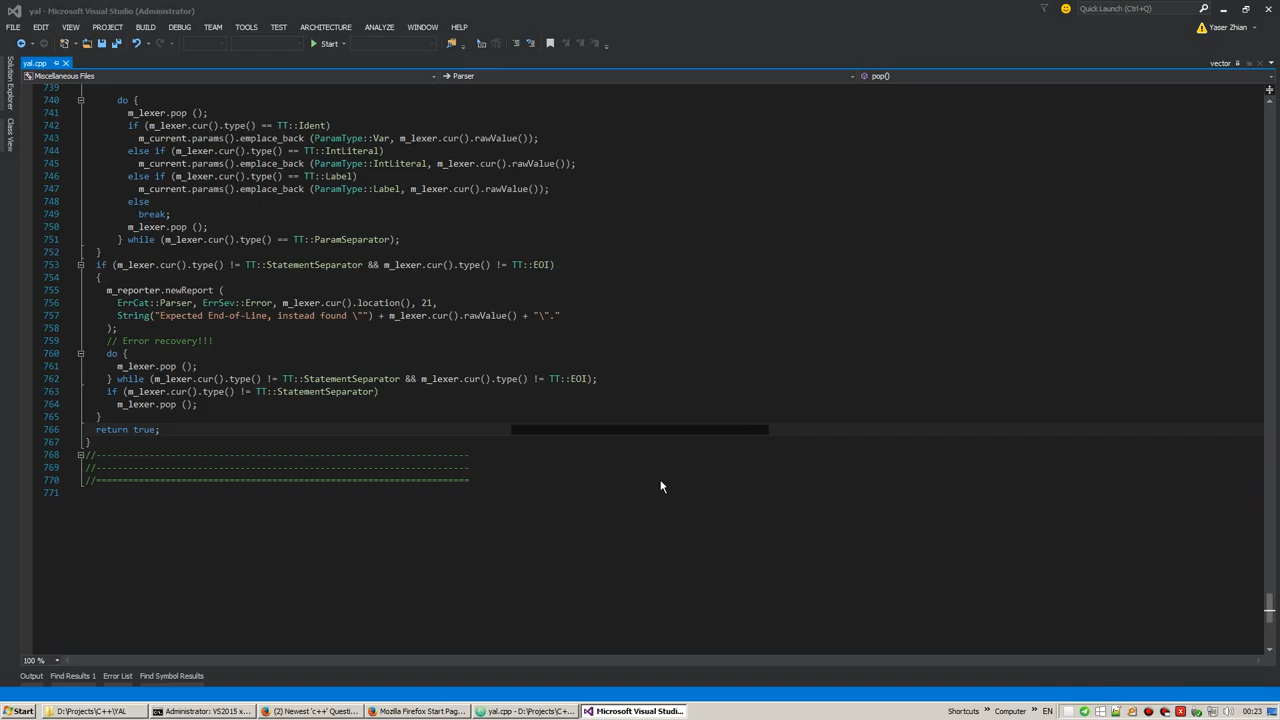 yal - Microsoft Visual Studio (Administrator)
Quick Launch (Ctrl+Q)
FILE EDIT VIEW PROJECT BUILD DEBUG TEAM TOOLS TEST ARCHITECTURE ANALYZE WINDOW HELP
Yaser Zhian
Start
Solution Explorer
Class View
yal.cpp
vector
Miscellaneous Files
Parser
pop()
739
740 do {
741 m_lexer.pop ();
742 if (m_lexer.cur().type() == TT::Ident)
743 m_current.params().emplace_back (ParamType::Var, m_lexer.cur().rawValue());
744 else if (m_lexer.cur().type() == TT::IntLiteral)
745 m_current.params().emplace_back (ParamType::IntLiteral, m_lexer.cur().rawValue());
746 else if (m_lexer.cur().type() == TT::Label)
747 m_current.params().emplace_back (ParamType::Label, m_lexer.cur().rawValue());
748 else
749 break;
750 m_lexer.pop ();
751 } while (m_lexer.cur().type() == TT::ParamSeparator);
752 }
753 if (m_lexer.cur().type() != TT::StatementSeparator && m_lexer.cur().type() != TT::EOI)
754 {
755 m_reporter.newReport (
756 ErrCat::Parser, ErrSev::Error, m_lexer.cur().location(), 21,
757 String("Expected End-of-Line, instead found \"") + m_lexer.cur().rawValue() + "\"."
758 );
759 // Error recovery!!!
760 do {
761 m_lexer.pop ();
762 } while (m_lexer.cur().type() != TT::StatementSeparator && m_lexer.cur().type() != TT::EOI);
763 if (m_lexer.cur().type() != TT::StatementSeparator)
764 m_lexer.pop ();
765 }
766 return true;
767 }
768 //----------------------------------------------------------------------
769 //----------------------------------------------------------------------
770 //======================================================================
771
100 %
Output Find Results 1 Error List Find Symbol Results
Start D:\Projects\C++\YAL Administrator: VS2015 x... (2) Newest 'c++' Questi... Mozilla Firefox Start Pag... yal.cpp - D:\Projects\C+... Microsoft Visual Studi... Shortcuts » Computer » EN 00:23